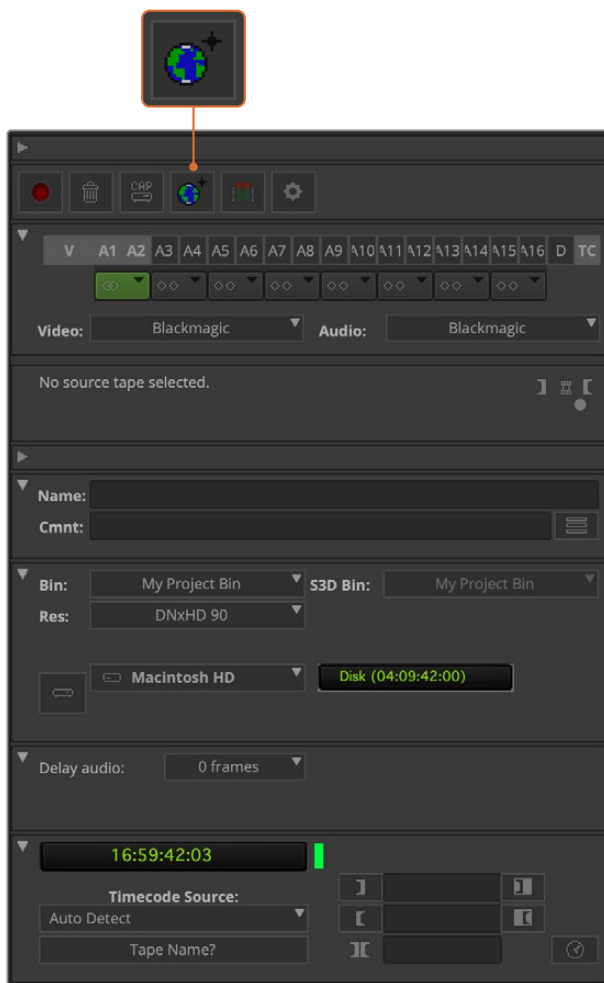 CAP
V A1 A2 A3 A4 A5 A6 A7 A8 A9 A10 A11 A12 A13 A14 A15 A16 D TC
Video: Blackmagic Audio: Blackmagic
No source tape selected.
Name:
Cmnt:
Bin: My Project Bin S3D Bin: My Project Bin
Res: DNxHD 90
Macintosh HD Disk (04:09:42:00)
Delay audio: 0 frames
16:59:42:03
Timecode Source:
Auto Detect
Tape Name?